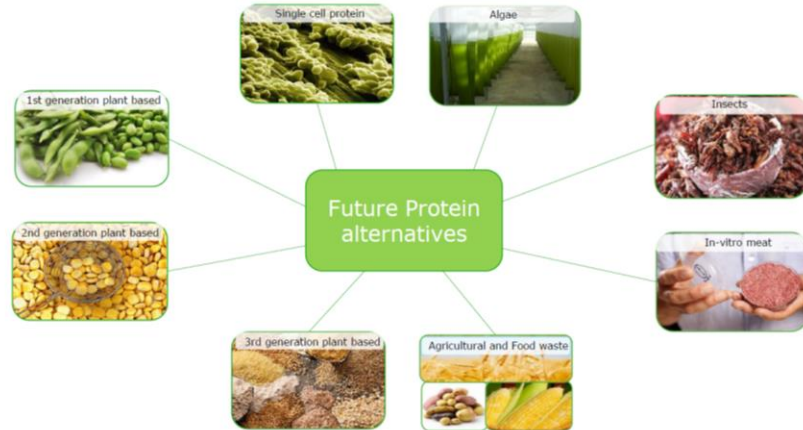 Single cell protein
Algae
1st generation plant based
Insects
Future Protein
alternatives
2nd generation plant based
In-vitro meat
3rd generation plant based
Agricultural and Food waste